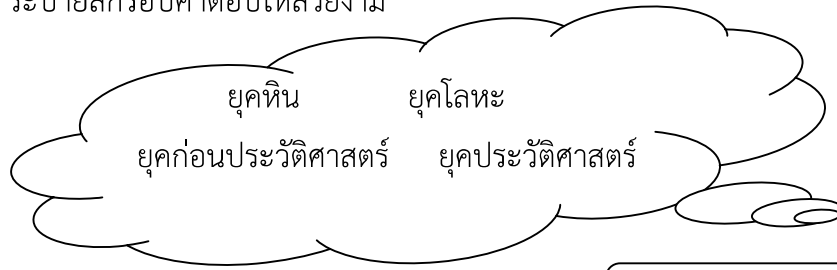 ระบายสีกรอบคำตอบให้สวยงาม
ยุคหิน ยุคโลหะ
ยุคก่อนประวัติศาสตร์ ยุคประวัติศาสตร์